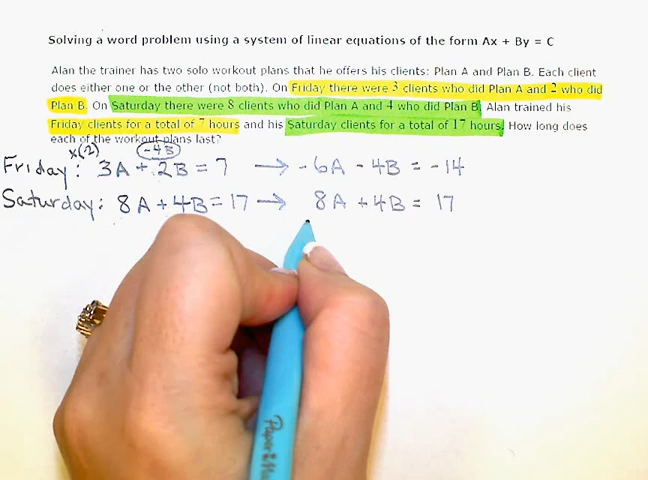 Solving a word problem using a system of linear equations of the form Ax + By = C
Alan the trainer has two solo workout plans that he offers his clients: Plan A and Plan B. Each client
does either one or the other (not both). On Friday there were 3 clients who did Plan A and 2 who did
Plan B. On Saturday there were 8 clients who did Plan A and 4 who did Plan B. Alan trained his
Friday clients for a total of 7 hours and his Saturday clients for a total of 17 hours. How long does
each of the workout plans last?
x(-2) -4B
Friday: 3A + 2B = 7 → -6A - 4B = -14
Saturday: 8A + 4B = 17 → 8A + 4B = 17